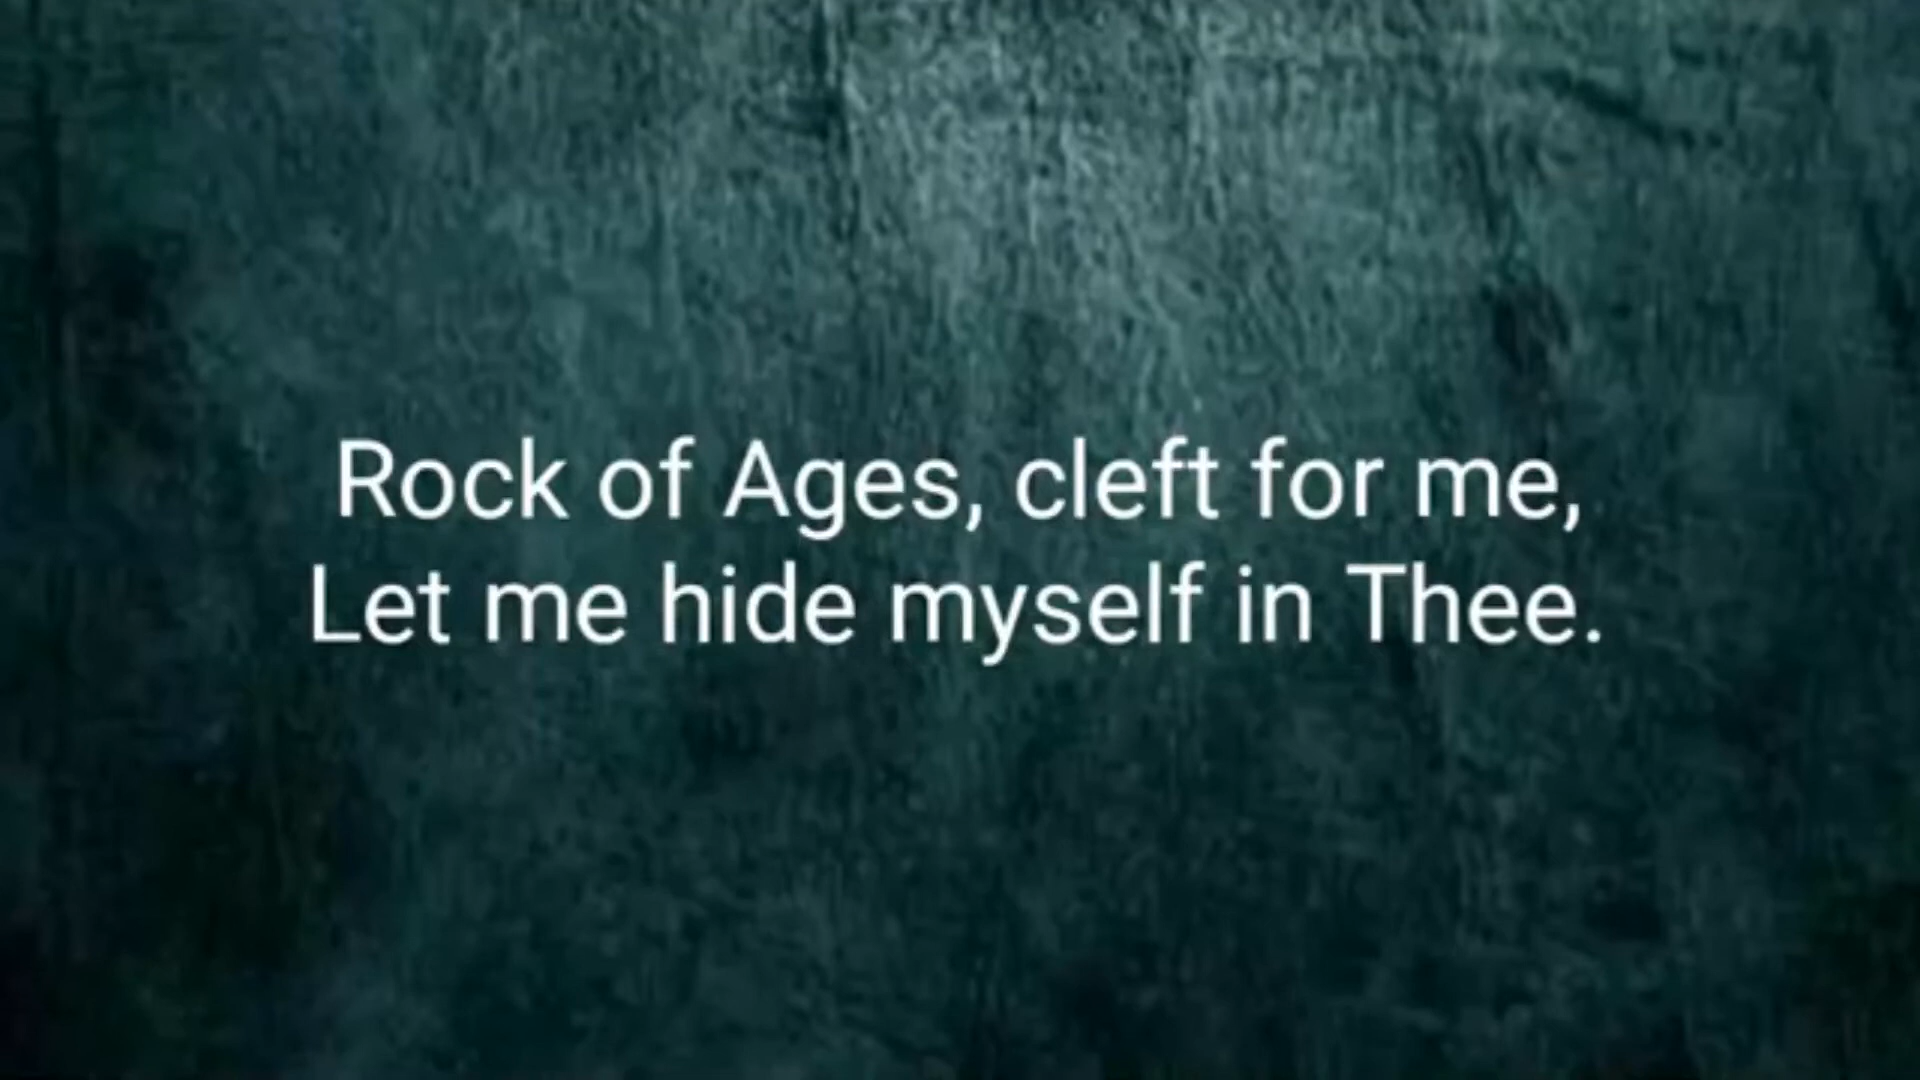 Rock of Ages, cleft for me,
Let me hide myself in Thee.